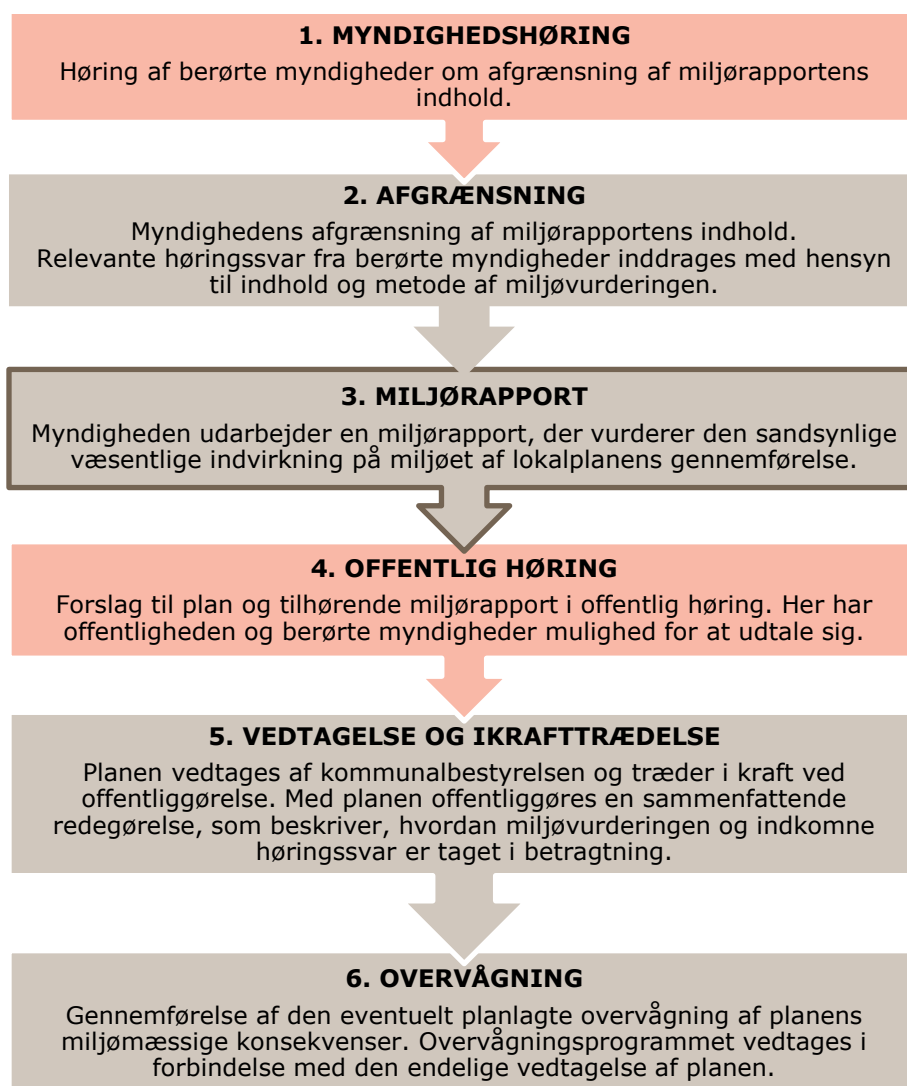 1. MYNDIGHEDSHØRING
Høring af berørte myndigheder om afgrænsning af miljørapportens
indhold.
2. AFGRÆNSNING
Myndighedens afgrænsning af miljørapportens indhold.
Relevante høringssvar fra berørte myndigheder inddrages med hensyn
til indhold og metode af miljøvurderingen.
3. MILJØRAPPORT
Myndigheden udarbejder en miljørapport, der vurderer den sandsynlige
væsentlige indvirkning på miljøet af lokalplanens gennemførelse.
4. OFFENTLIG HØRING
Forslag til plan og tilhørende miljørapport i offentlig høring. Her har
offentligheden og berørte myndigheder mulighed for at udtale sig.
5. VEDTAGELSE OG IKRAFTTRÆDELSE
Planen vedtages af kommunalbestyrelsen og træder i kraft ved
offentliggørelse. Med planen offentliggøres en sammenfattende
redegørelse, som beskriver, hvordan miljøvurderingen og indkomne
høringssvar er taget i betragtning.
6. OVERVÅGNING
Gennemførelse af den eventuelt planlagte overvågning af planens
miljømæssige konsekvenser. Overvågningsprogrammet vedtages i
forbindelse med den endelige vedtagelse af planen.